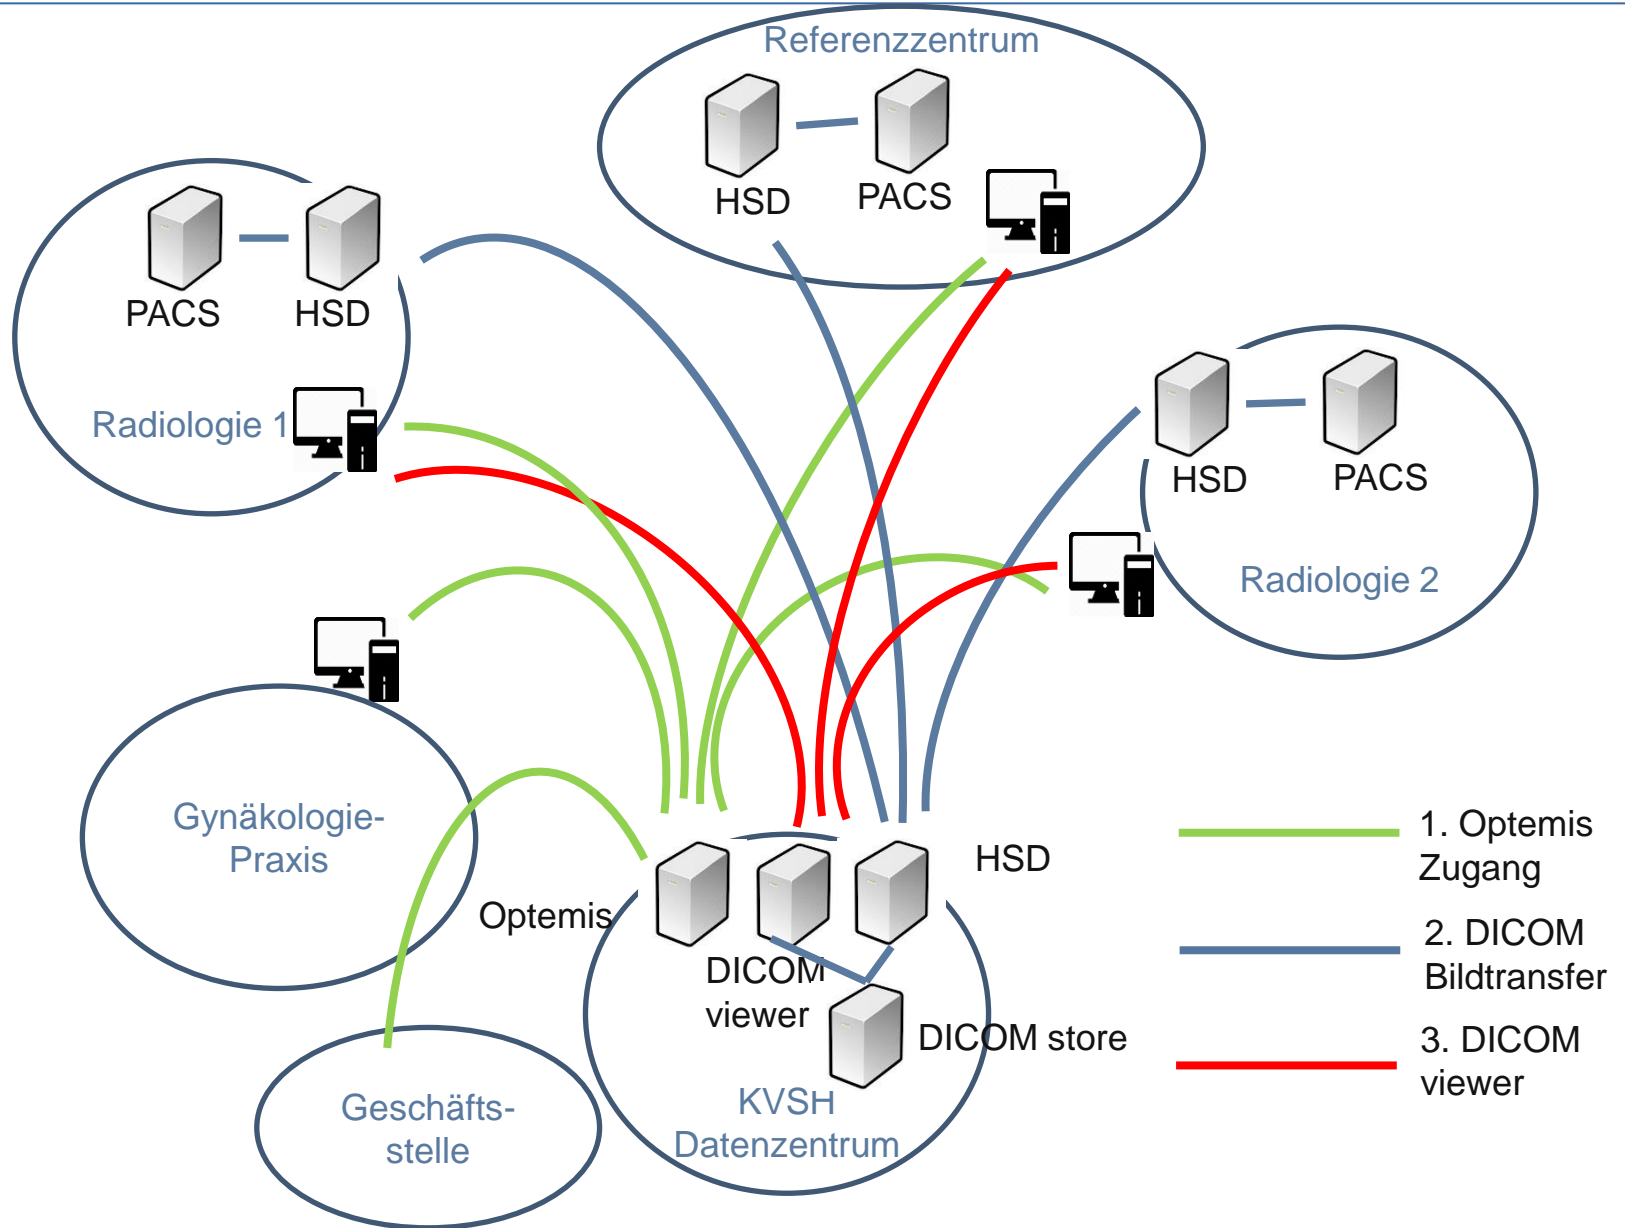 Referenzzentrum
HSD
PACS
PACS
HSD
Radiologie 1
HSD
PACS
Radiologie 2
Gynäkologie-
Praxis
Optemis
HSD
DICOM
viewer
DICOM store
KVSH
Datenzentrum
Geschäfts-
stelle
1. Optemis
Zugang
2. DICOM
Bildtransfer
3. DICOM
viewer